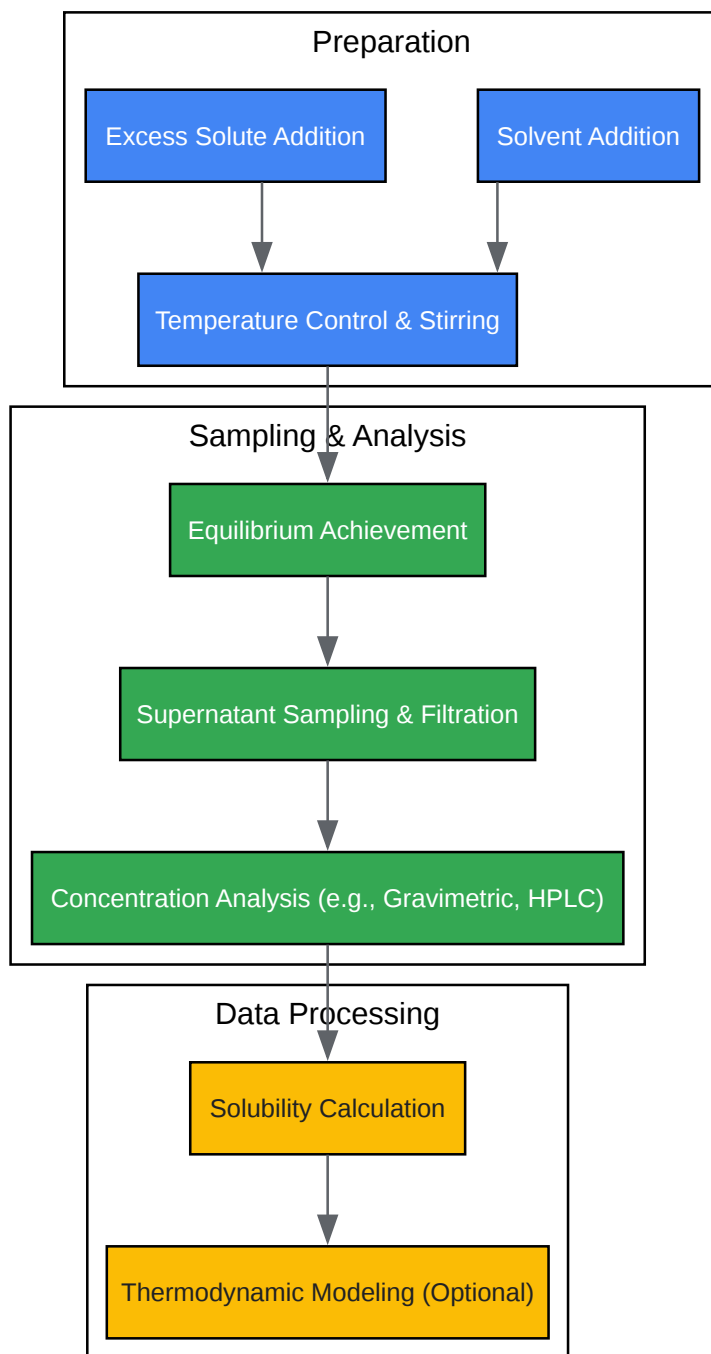 Preparation
Excess Solute Addition
Solvent Addition
Temperature Control & Stirring
Sampling & Analysis
Equilibrium Achievement
Supernatant Sampling & Filtration
Concentration Analysis (e.g., Gravimetric, HPLC)
Data Processing
Solubility Calculation
Thermodynamic Modeling (Optional)